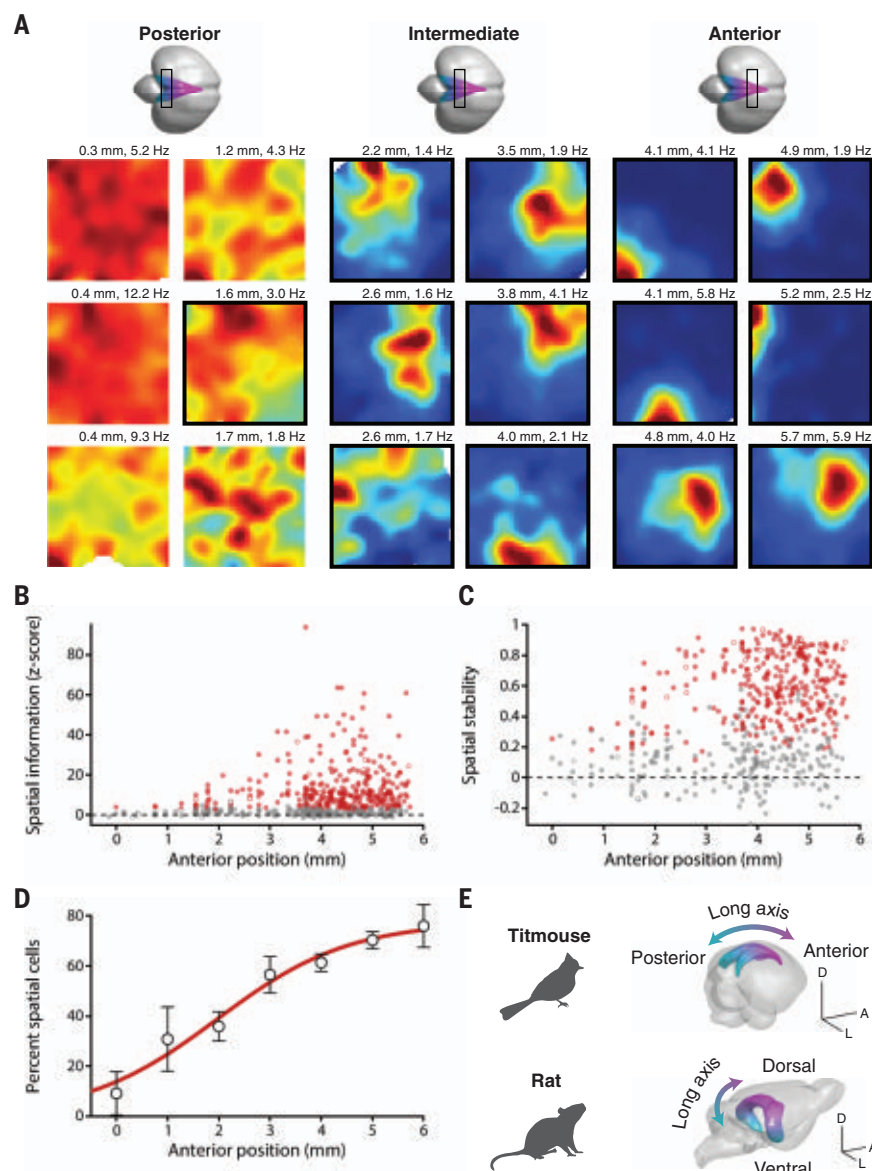 A
Posterior
Intermediate
Anterior
0.3 mm, 5.2 Hz
1.2 mm, 4.3 Hz
2.2 mm, 1.4 Hz
3.5 mm, 1.9 Hz
4.1 mm, 4.1 Hz
4.9 mm, 1.9 Hz
0.4 mm, 12.2 Hz
1.6 mm, 3.0 Hz
2.6 mm, 1.6 Hz
3.8 mm, 4.1 Hz
4.1 mm, 5.8 Hz
5.2 mm, 2.5 Hz
0.4 mm, 9.3 Hz
1.7 mm, 1.8 Hz
2.6 mm, 1.7 Hz
4.0 mm, 2.1 Hz
4.8 mm, 4.0 Hz
5.7 mm, 5.9 Hz
B
Spatial information (z-score)
80
60
40
20
0
0 1 2 3 4 5 6
Anterior position (mm)
C
Spatial stability
1
0.8
0.6
0.4
0.2
0
-0.2
0 1 2 3 4 5 6
Anterior position (mm)
D
Percent spatial cells
80
60
40
20
0
0 1 2 3 4 5 6
Anterior position (mm)
E
Titmouse
Long axis
Posterior
Anterior
D
A
L
Rat
Long axis
Dorsal
Ventral
D
A
L